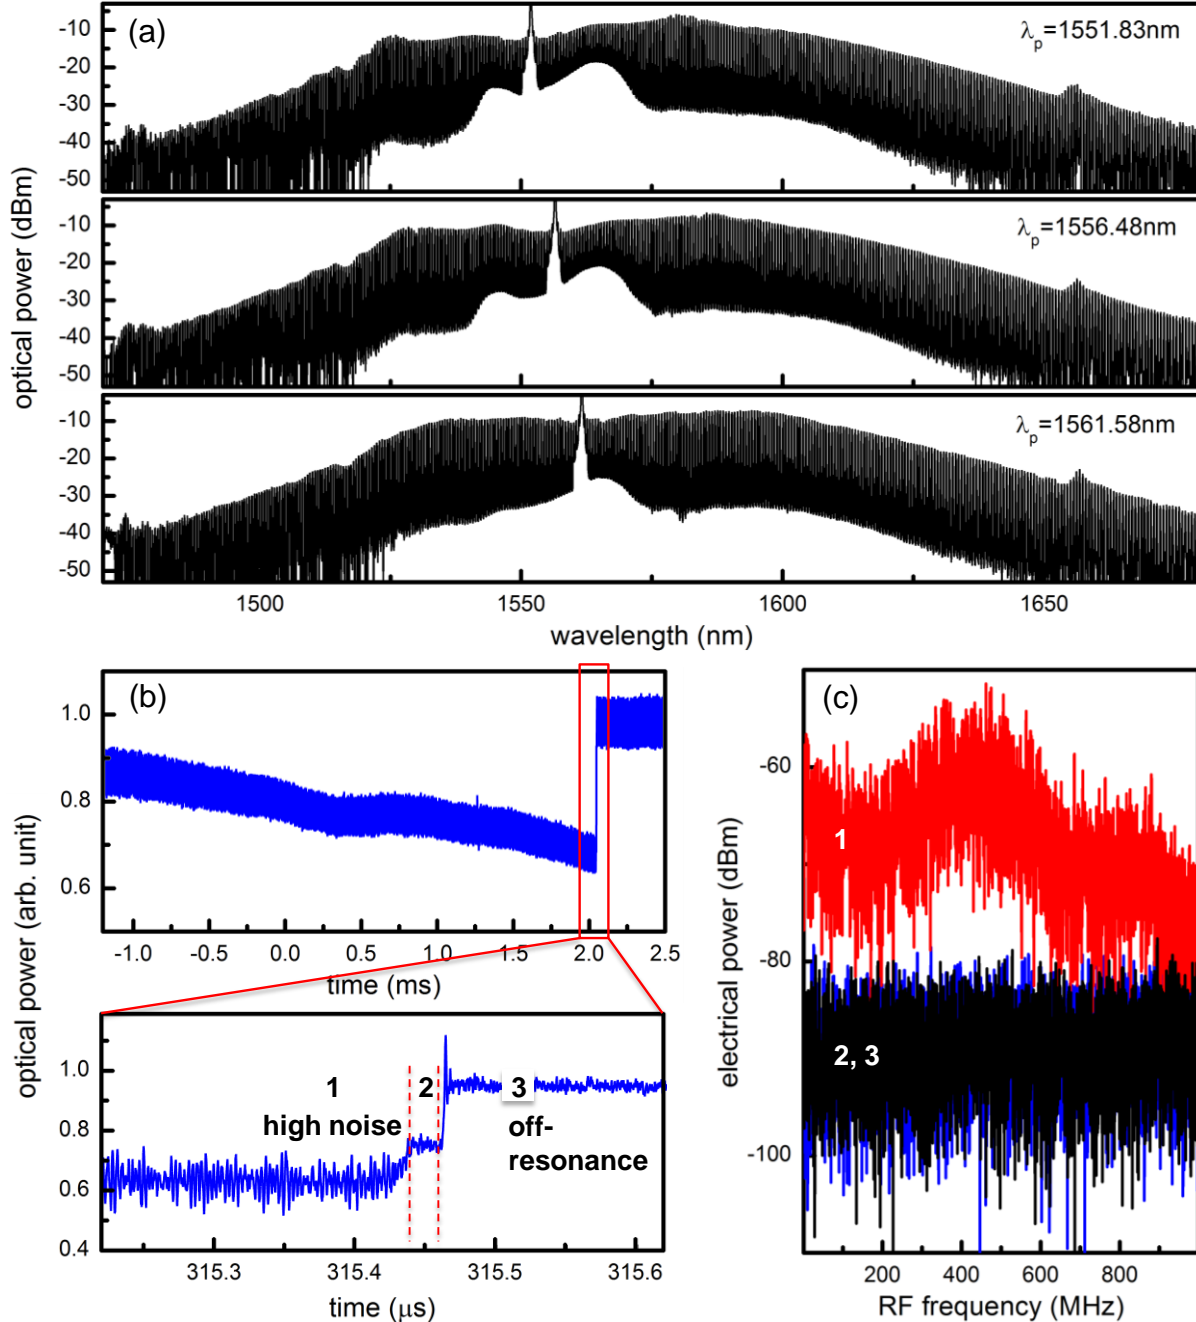 (a)
λp=1551.83nm
-10
-20
-30
-40
-50
λp=1556.48nm
-10
-20
-30
-40
-50
λp=1561.58nm
-10
-20
-30
-40
-50
optical power (dBm)
1500 1550 1600 1650
wavelength (nm)
(b)
1.0
0.8
0.6
-1.0 -0.5 0.0 0.5 1.0 1.5 2.0 2.5
time (ms)
optical power (arb. unit)
1.0
0.8
0.6
0.4
1 2 3
high noise off-
resonance
315.3 315.4 315.5 315.6
time (μs)
(c)
-60
-80
-100
1
2, 3
electrical power (dBm)
200 400 600 800
RF frequency (MHz)